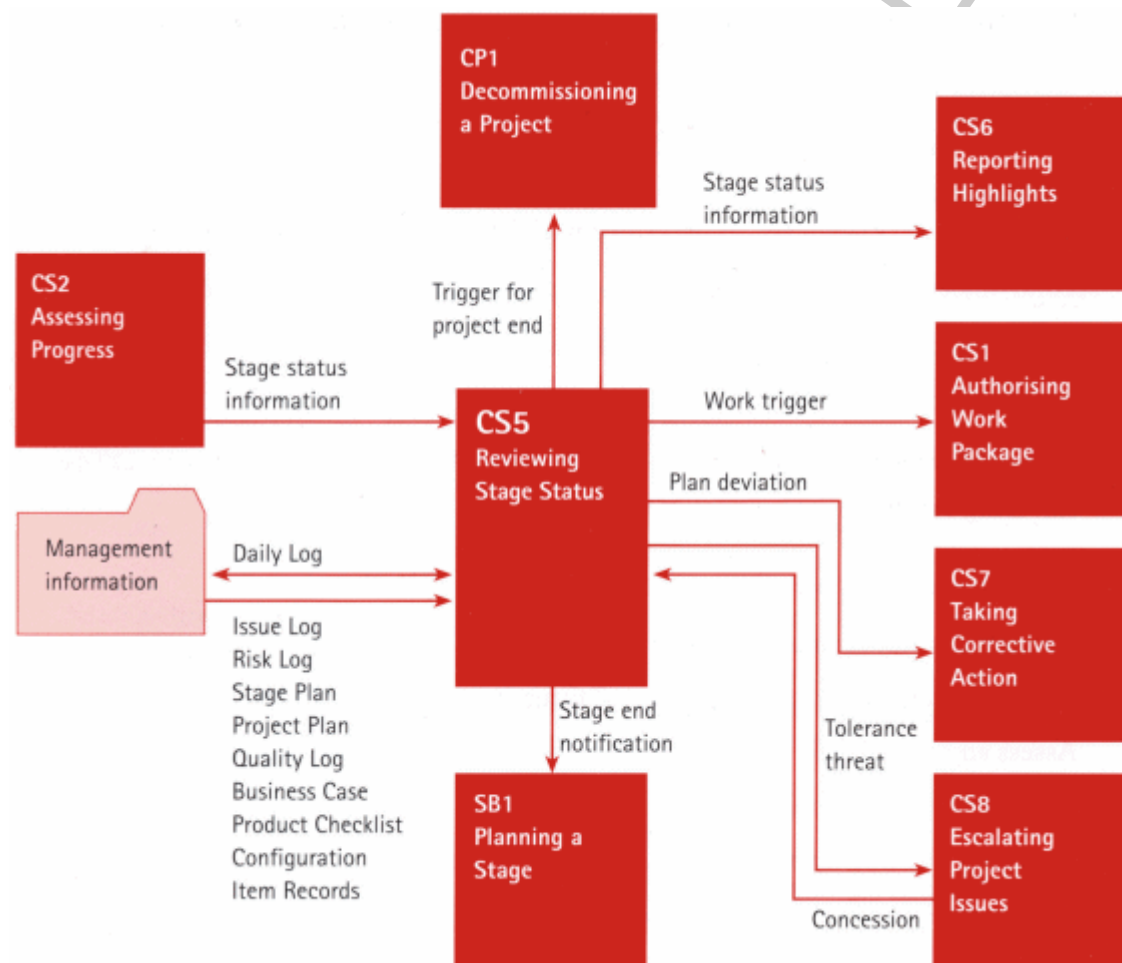 CP1
Decommissioning
a Project
CS6
Reporting
Highlights
Stage status
information
CS2
Assessing
Progress
Trigger for
project end
CS1
Authorising
Work
Package
Stage status
information
CS5
Reviewing
Stage Status
Work trigger
Plan deviation
Management
information
Daily Log
CS7
Taking
Corrective
Action
Issue Log
Risk Log
Stage Plan
Project Plan
Quality Log
Business Case
Product Checklist
Configuration
Item Records
Stage end
notification
Tolerance
threat
SB1
Planning a
Stage
CS8
Escalating
Project
Issues
Concession